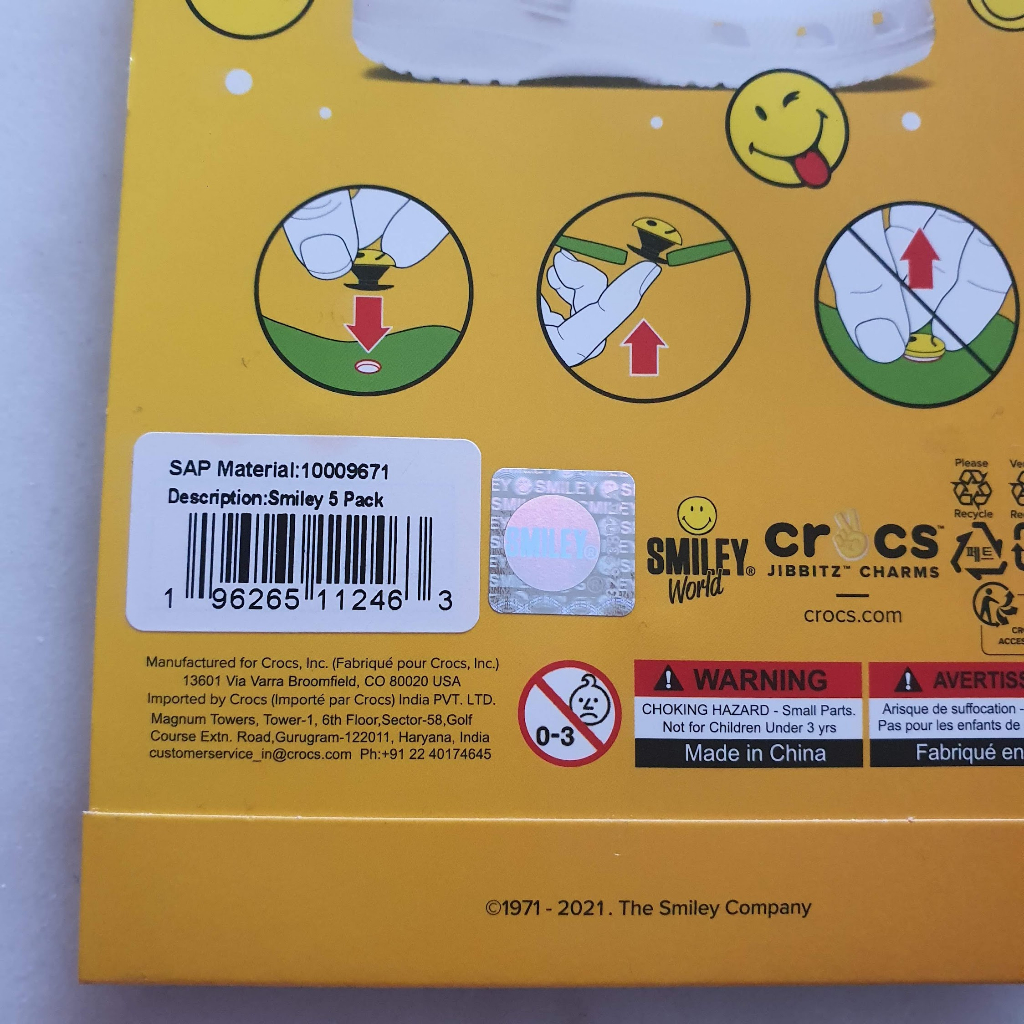 SAP Material:10009671
Description:Smiley 5 Pack
1 96265 11246 3
SMILEY
SMILEY®
SMILEY®
World
crocs™
JIBBITZ™ CHARMS
crocs.com
Please
Recycle
페트
Manufactured for Crocs, Inc. (Fabriqué pour Crocs, Inc.)
13601 Via Varra Broomfield, CO 80020 USA
Imported by Crocs (Importé par Crocs) India PVT. LTD.
Magnum Towers, Tower-1, 6th Floor,Sector-58,Golf
Course Extn. Road,Gurugram-122011, Haryana, India
customerservice_in@crocs.com Ph:+91 22 40174645
0-3
WARNING
CHOKING HAZARD - Small Parts.
Not for Children Under 3 yrs
Made in China
AVERTISS
Arisque de suffocation -
Pas pour les enfants de
Fabriqué en
©1971 - 2021. The Smiley Company